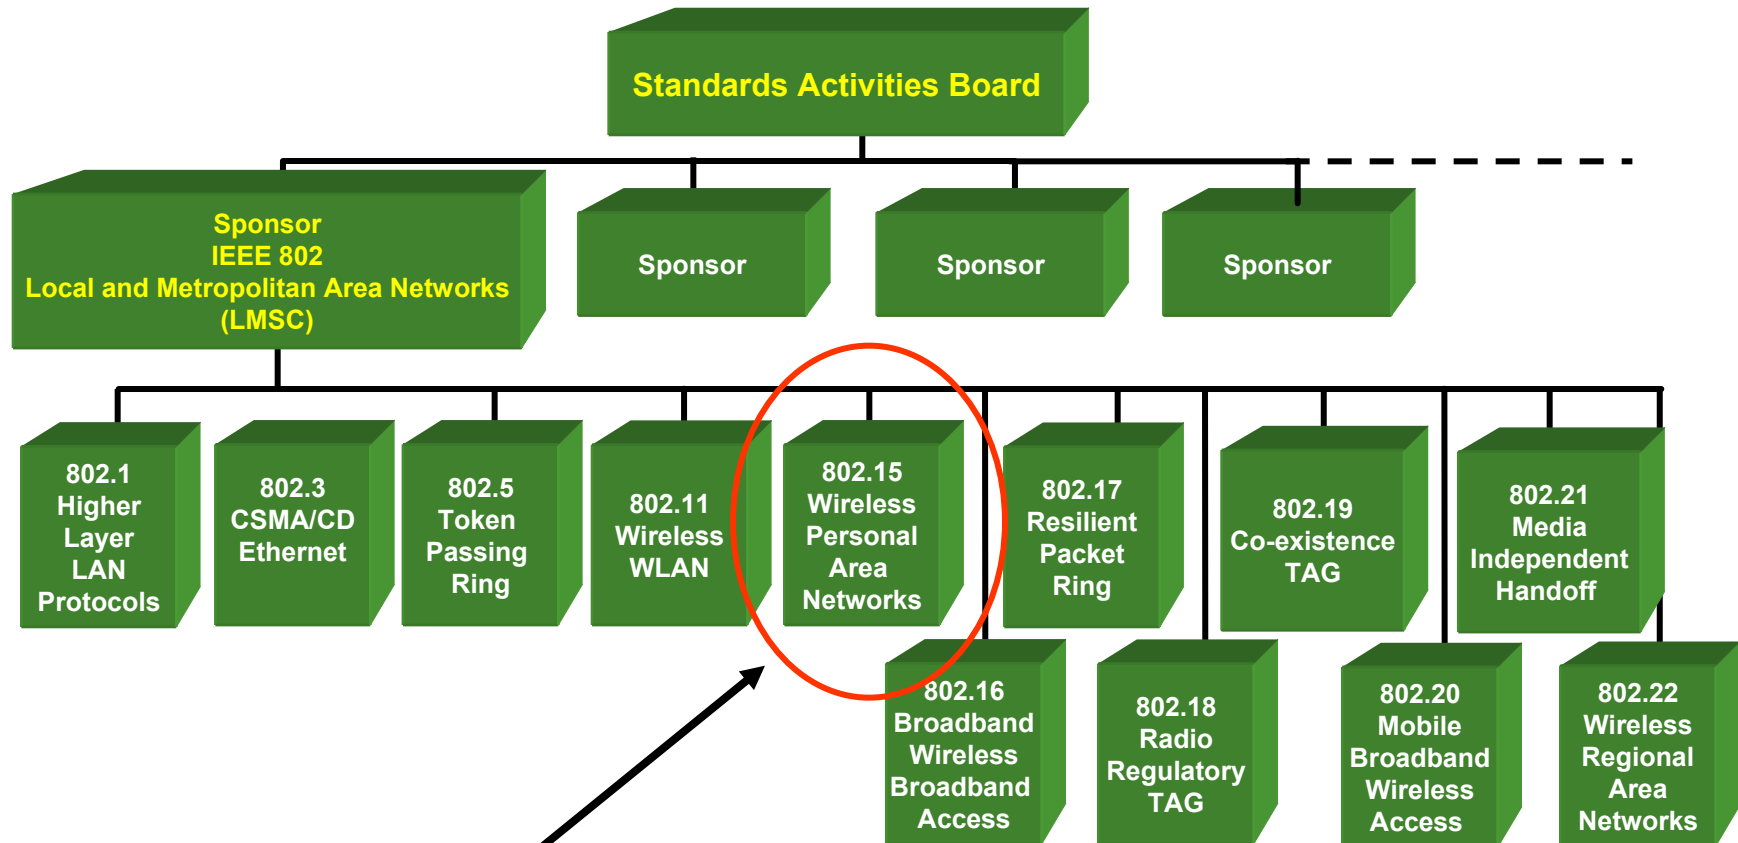 Standards Activities Board
Sponsor
IEEE 802
Local and Metropolitan Area Networks
(LMSC)
Sponsor
Sponsor
Sponsor
802.1
Higher
Layer
LAN
Protocols
802.3
CSMA/CD
Ethernet
802.5
Token
Passing
Ring
802.11
Wireless
WLAN
802.15
Wireless
Personal
Area
Networks
802.17
Resilient
Packet
Ring
802.19
Co-existence
TAG
802.21
Media
Independent
Handoff
802.16
Broadband
Wireless
Broadband
Access
802.18
Radio
Regulatory
TAG
802.20
Mobile
Broadband
Wireless
Access
802.22
Wireless
Regional
Area
Networks